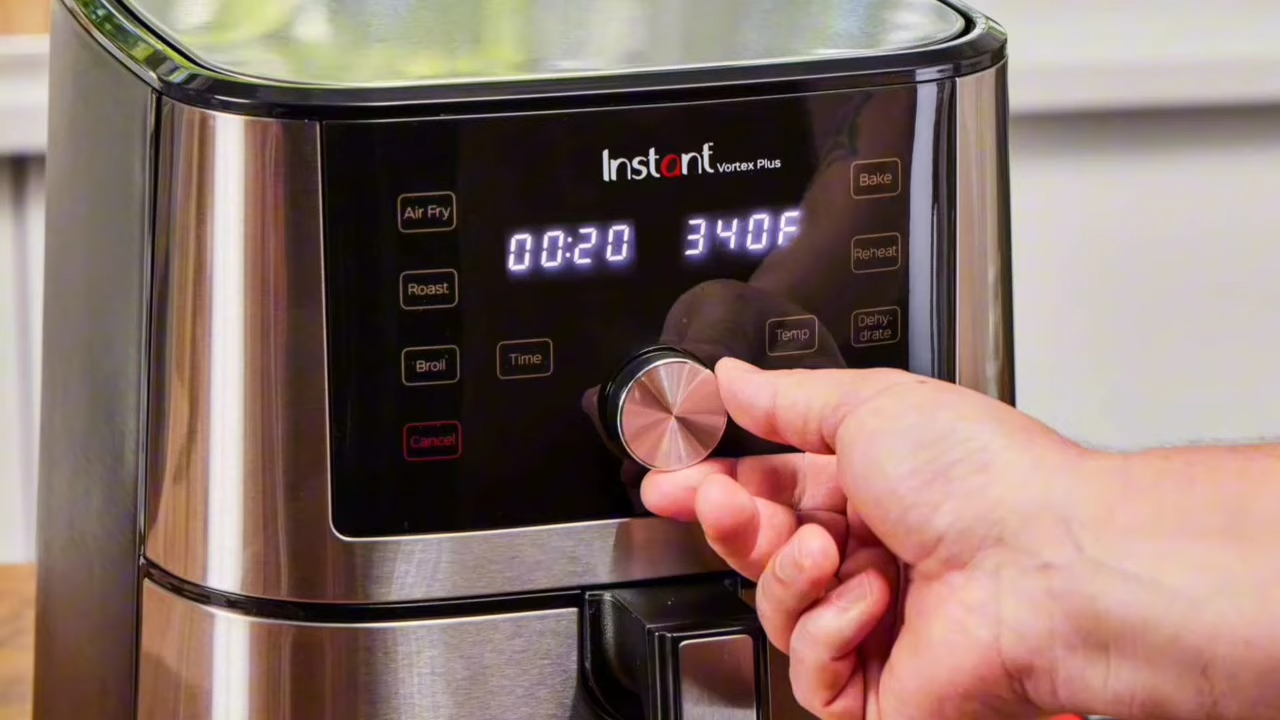 Instant Vortex Plus
Bake
Air Fry
00:20 340F
Reheat
Roast
Temp
Dehy-
drate
Time
Broil
Cancel